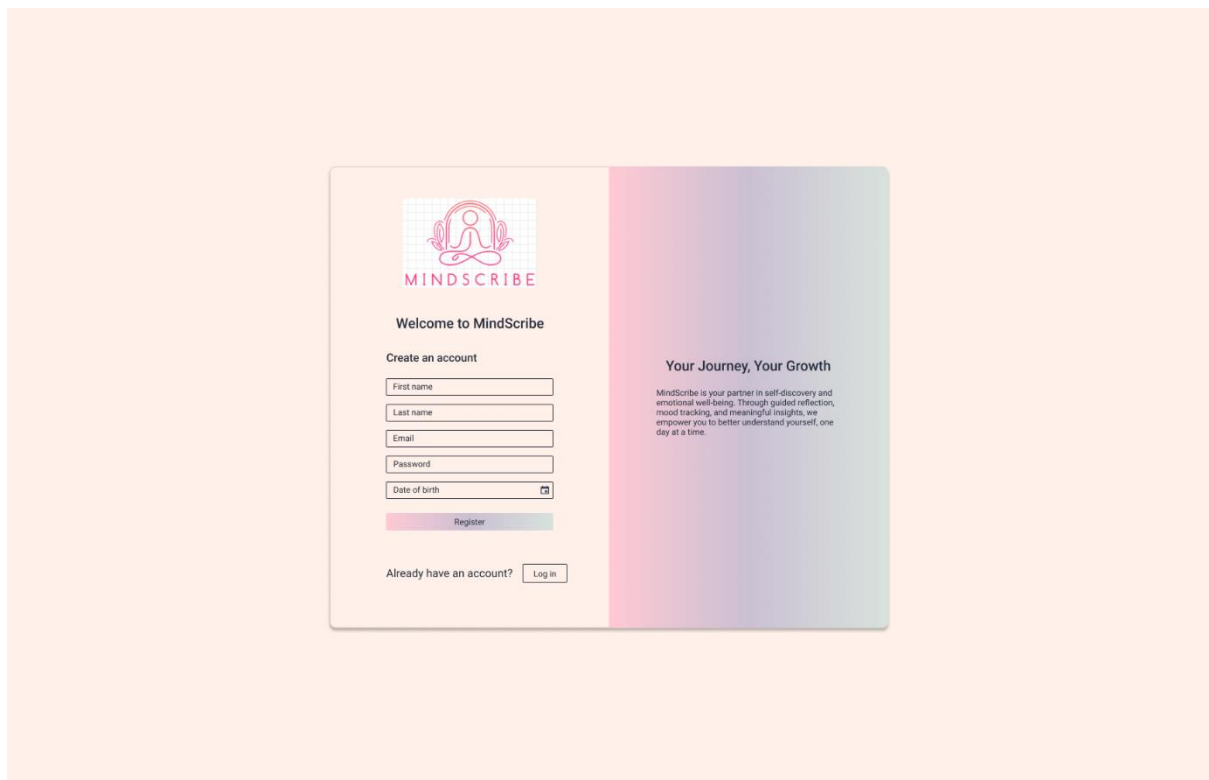 MINDSCRIBE
Welcome to MindScribe
Create an account
First name
Last name
Email
Password
Date of birth
Register
Already have an account? Log in
Your Journey, Your Growth
MindScribe is your partner in self-discovery and
emotional well-being. Through guided reflection,
mood tracking, and meaningful insights, we
empower you to better understand yourself, one
day at a time.